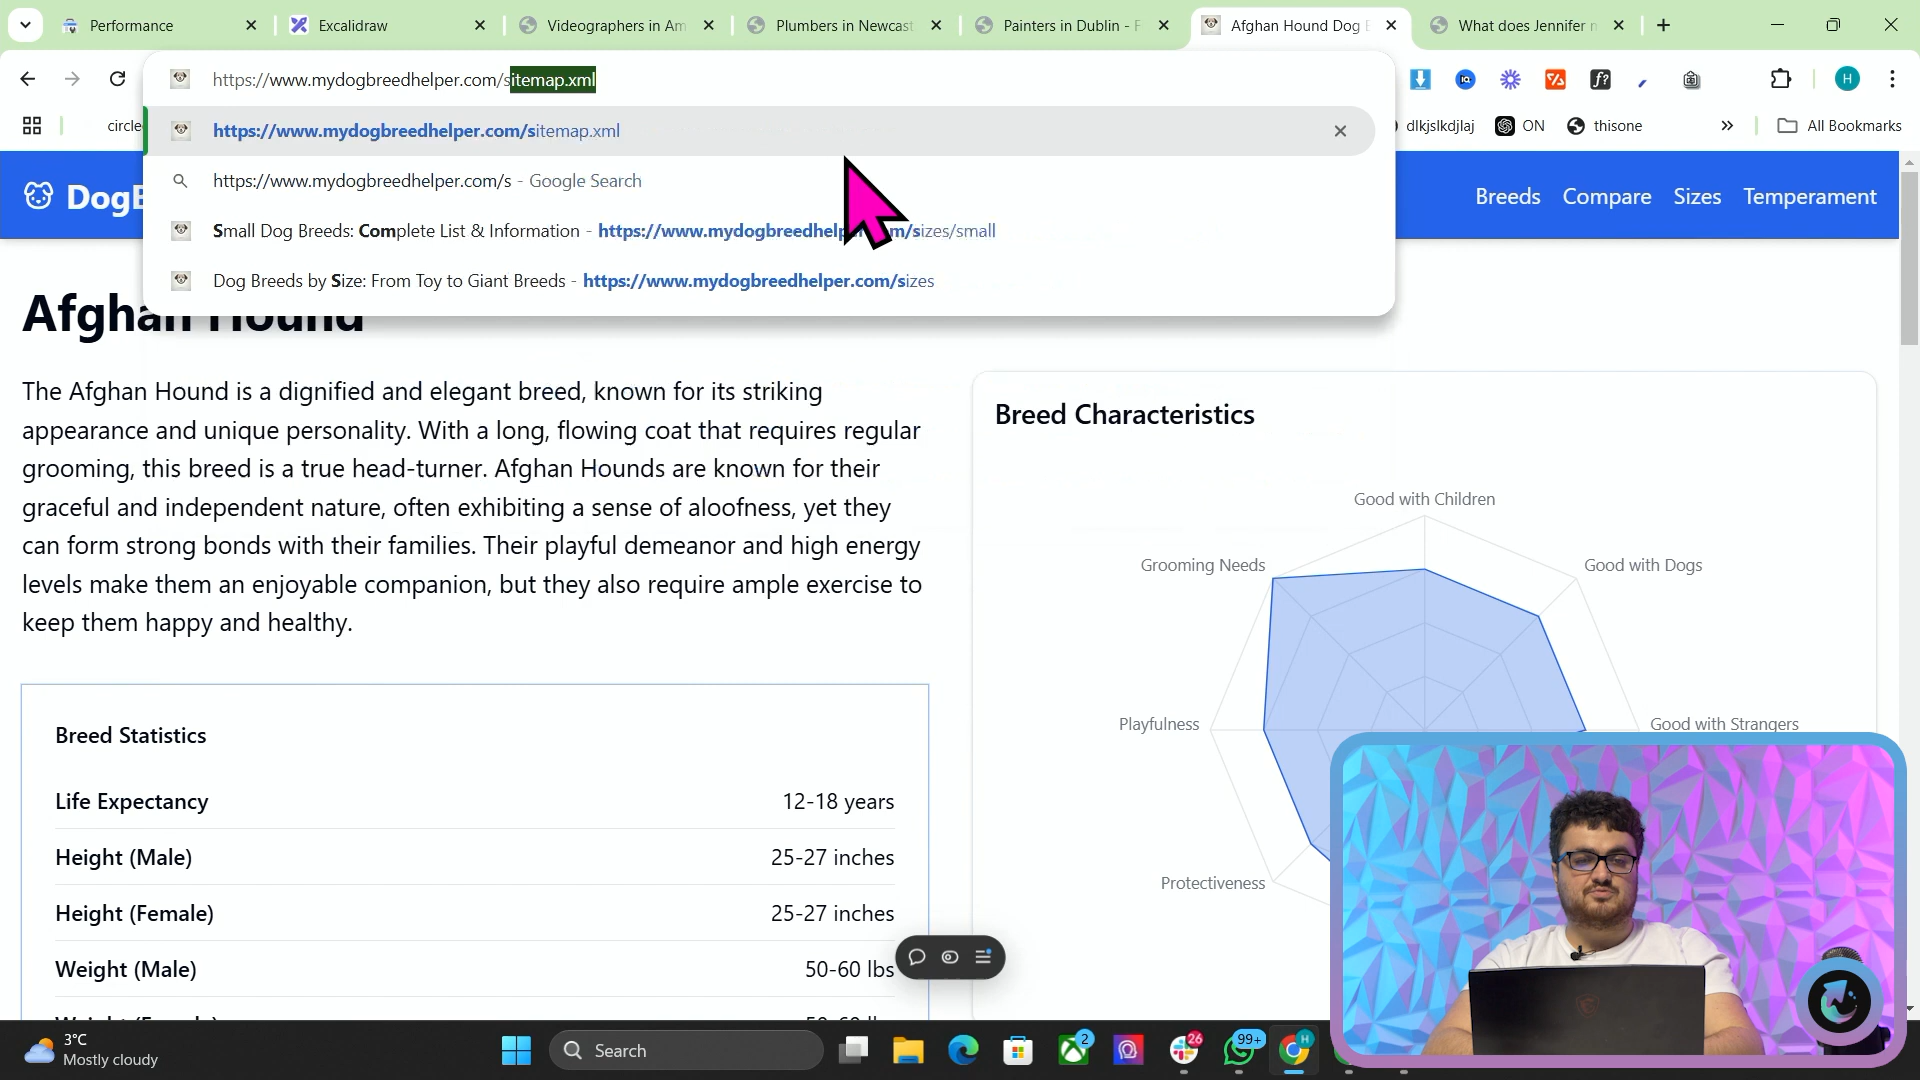 Performance
Excalidraw
Videographers in Am
Plumbers in Newcast
Painters in Dublin - F
Afghan Hound Dog
What does Jennifer
https://www.mydogbreedhelper.com/sitemap.xml
H
circle
dlkjslkdjlaj
ON
thisone
All Bookmarks
https://www.mydogbreedhelper.com/sitemap.xml
https://www.mydogbreedhelper.com/s - Google Search
Small Dog Breeds: Complete List & Information - https://www.mydogbreedhelp m/sizes/small
Dog Breeds by Size: From Toy to Giant Breeds - https://www.mydogbreedhelper.com/sizes
Breeds Compare Sizes Temperament
Afghan Hound
The Afghan Hound is a dignified and elegant breed, known for its striking
appearance and unique personality. With a long, flowing coat that requires regular
grooming, this breed is a true head-turner. Afghan Hounds are known for their
graceful and independent nature, often exhibiting a sense of aloofness, yet they
can form strong bonds with their families. Their playful demeanor and high energy
levels make them an enjoyable companion, but they also require ample exercise to
keep them happy and healthy.
Breed Statistics
Life Expectancy 12-18 years
Height (Male) 25-27 inches
Height (Female) 25-27 inches
Weight (Male) 50-60 lbs
Breed Characteristics
Good with Children
Grooming Needs
Good with Dogs
Playfulness
Good with Strangers
Protectiveness
3°C
Mostly cloudy
Search
2
26
99+
H